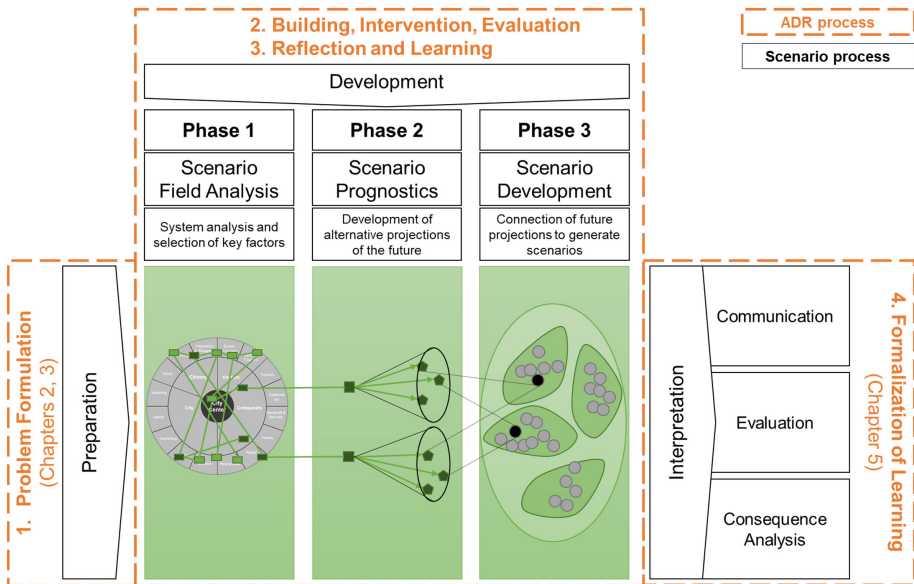 2. Building, Intervention, Evaluation
3. Reflection and Learning
ADR process
Scenario process
Development
Phase 1
Phase 2
Phase 3
Scenario
Field Analysis
Scenario
Prognostics
Scenario
Development
System analysis and
selection of key factors
Development of
alternative projections
of the future
Connection of future
projections to generate
scenarios
1. Problem Formulation
(Chapters 2, 3)
Preparation
City
Companies
City
Interpretation
Communication
Evaluation
Consequence
Analysis
4. Formalization of Learning
(Chapter 5)